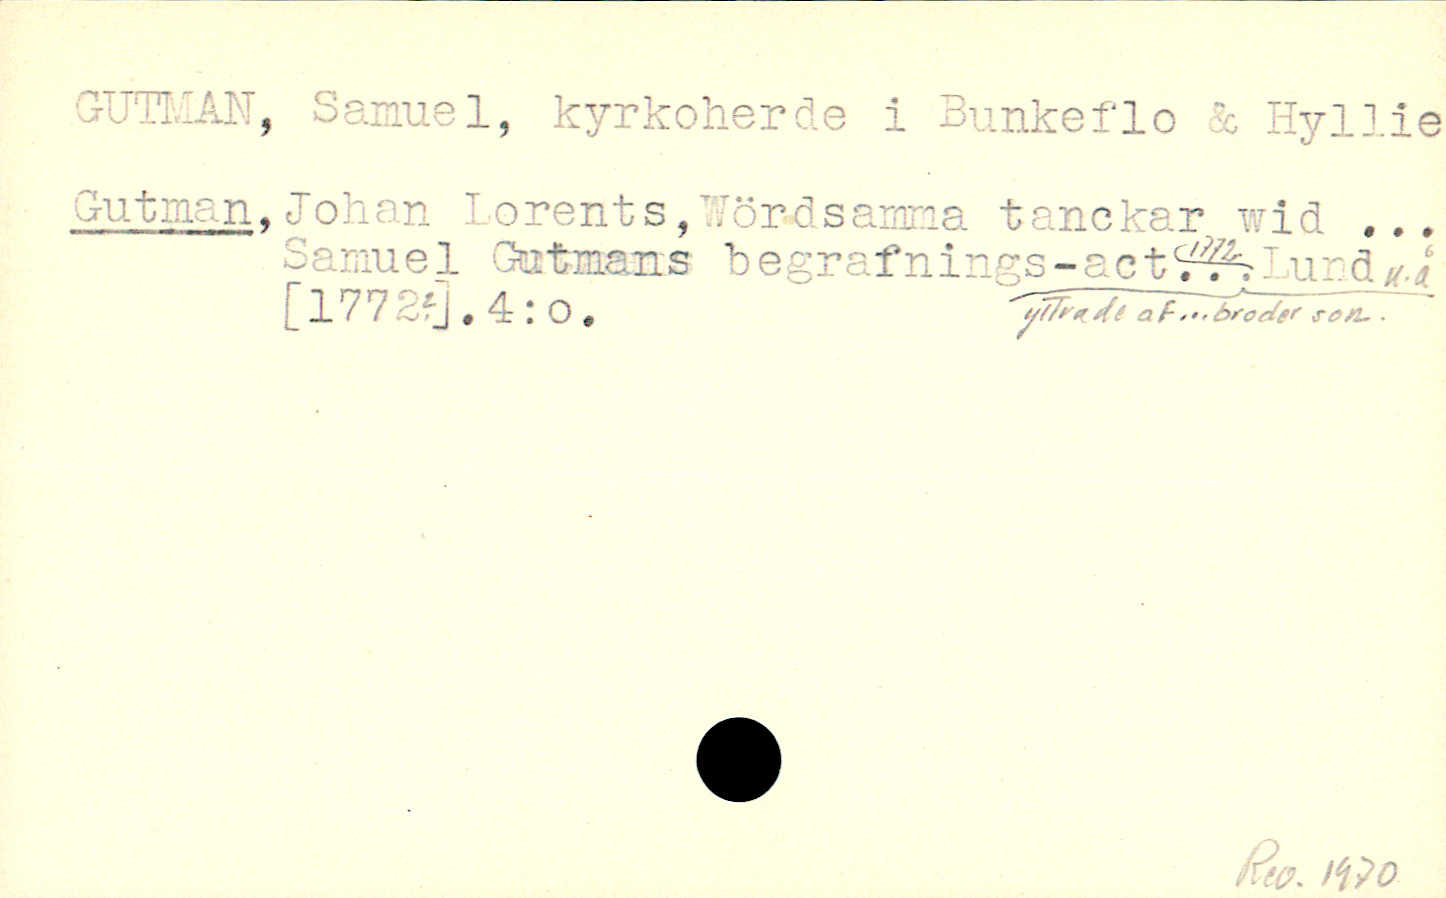 GUTMAN, Samuel, kyrkoherde i Bunkeflo & Hyllie
Gutman, Johan Lorents, Wördsamma tanckar wid ...
1772
Samuel Gutmans begrafnings-act... Lund u.å
[1772?]. 4:o.
yttrade af...broder son.
Rev. 1970